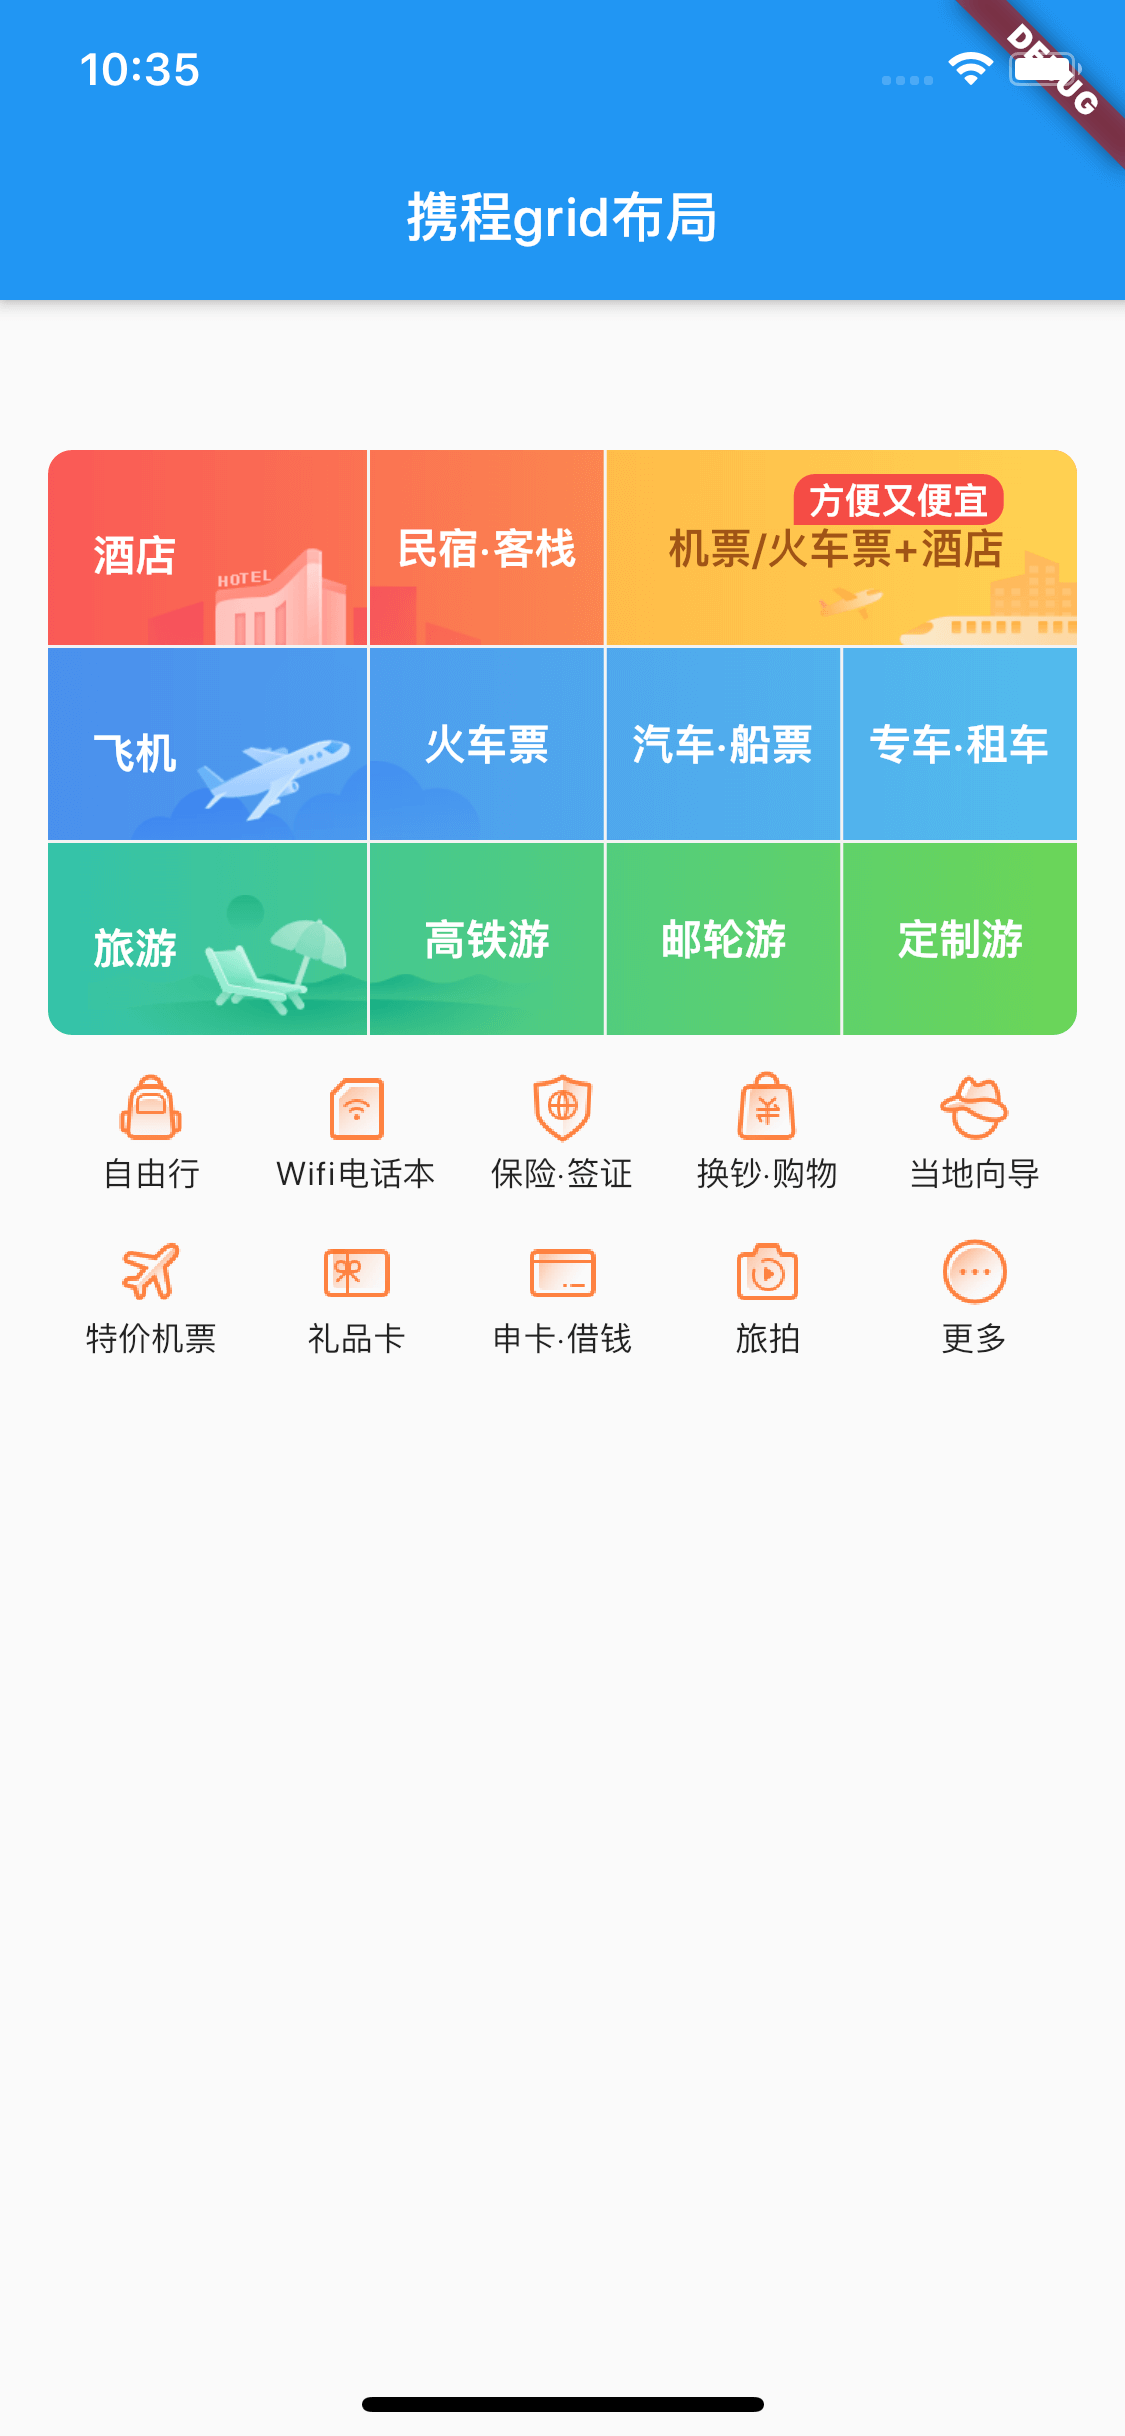 10:35
DEBUG
携程grid布局
方便又便宜
酒店
HOTEL
民宿·客栈
机票/火车票+酒店
飞机
火车票
汽车·船票
专车·租车
旅游
高铁游
邮轮游
定制游
自由行
Wifi电话本
保险·签证
换钞·购物
当地向导
特价机票
礼品卡
申卡·借钱
旅拍
更多